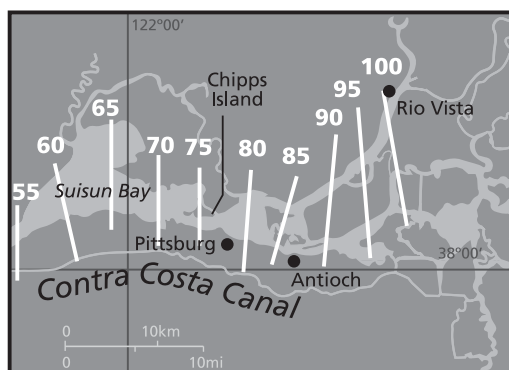 122°00′
Chipps
Island
100
95
Rio Vista
65
90
60
70
75
80
85
55
Suisun Bay
Pittsburg
38°00′
Antioch
Contra Costa Canal
0
10km
0
10mi